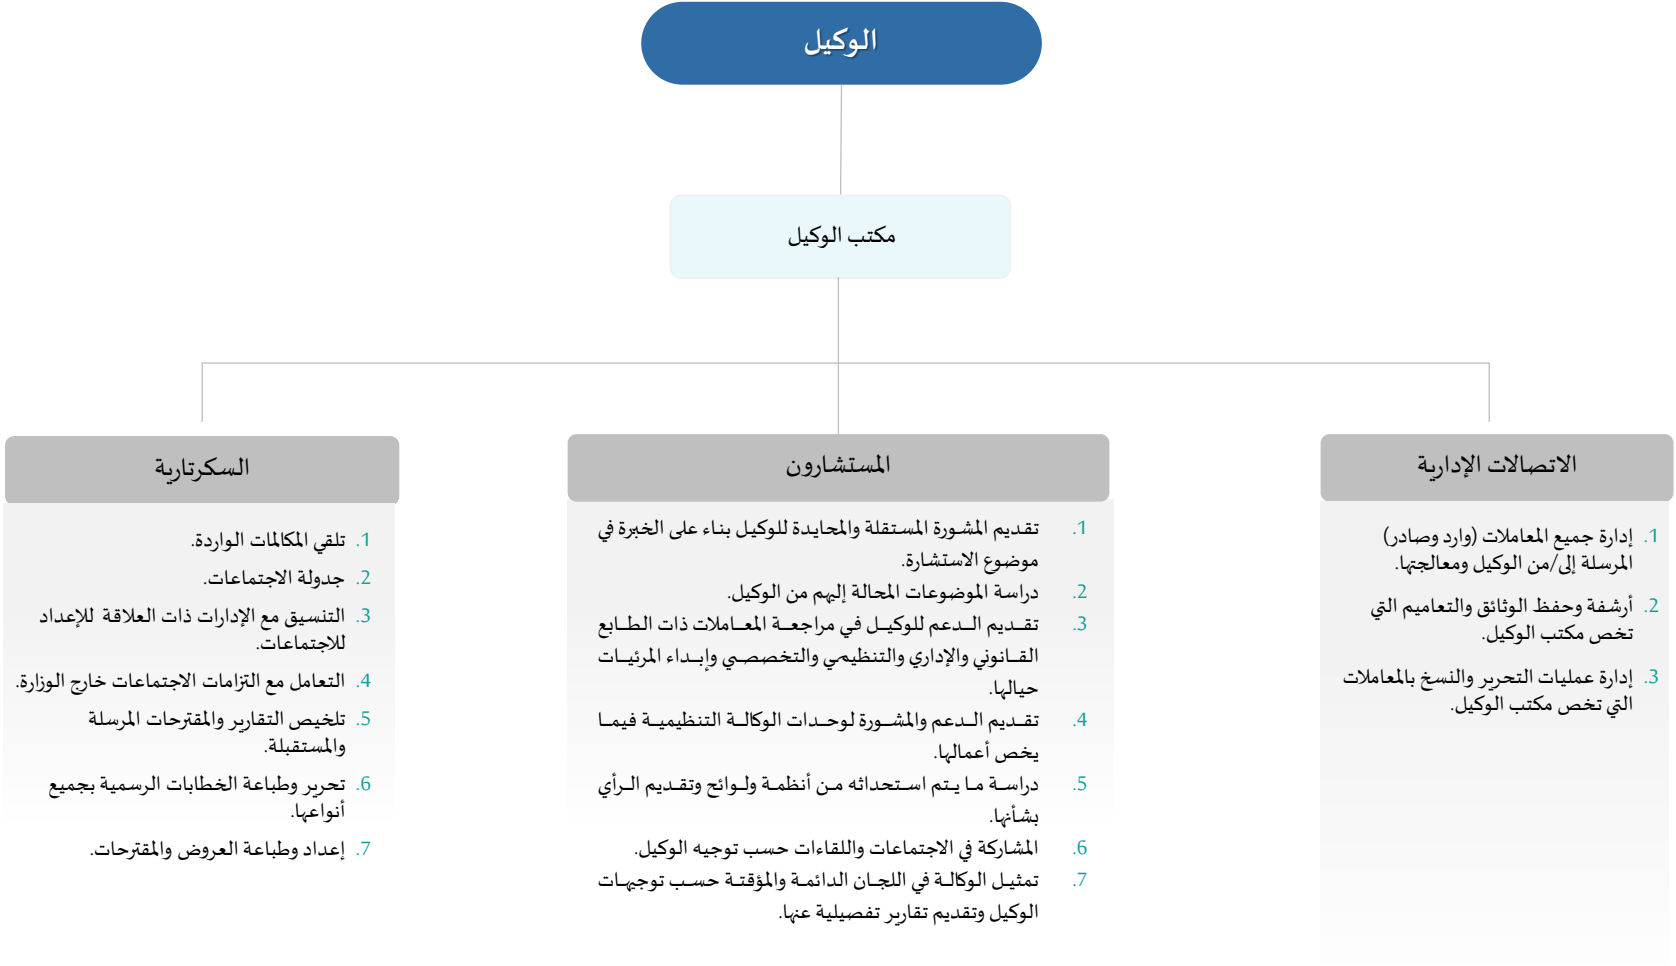 الوكيل
مكتب الوكيل
الاتصالات الإدارية
1. إدارة جميع المعاملات (وارد وصادر)
المرسلة إلى/من الوكيل ومعالجتها.
2. أرشفة وحفظ الوثائق والتعاميم التي
تخص مكتب الوكيل.
3. إدارة عمليات التحرير والنسخ بالمعاملات
التي تخص مكتب الوكيل.
المستشارون
1. تقديم المشورة المستقلة والمحايدة للوكيل بناء على الخبرة في
موضوع الاستشارة.
2. دراسة الموضوعات المحالة إليهم من الوكيل.
3. تقديم الدعم للوكيل في مراجعة المعاملات ذات الطابع
القانوني والإداري والتنظيمي والتخصصي وإبداء المرئيات
حيالها.
4. تقديم الدعم والمشورة لوحدات الوكالة التنظيمية فيما
يخص أعمالها.
5. دراسة ما يتم استحداثه من أنظمة ولوائح وتقديم الرأي
بشأنها.
6. المشاركة في الاجتماعات واللقاءات حسب توجيه الوكيل.
7. تمثيل الوكالة في اللجان الدائمة والمؤقتة حسب توجيهات
الوكيل وتقديم تقارير تفصيلية عنها.
السكرتارية
1. تلقي المكالمات الواردة.
2. جدولة الاجتماعات.
3. التنسيق مع الإدارات ذات العلاقة للإعداد
للاجتماعات.
4. التعامل مع التزامات الاجتماعات خارج الوزارة.
5. تلخيص التقارير والمقترحات المرسلة
والمستقبلة.
6. تحرير وطباعة الخطابات الرسمية بجميع
أنواعها.
7. إعداد وطباعة العروض والمقترحات.